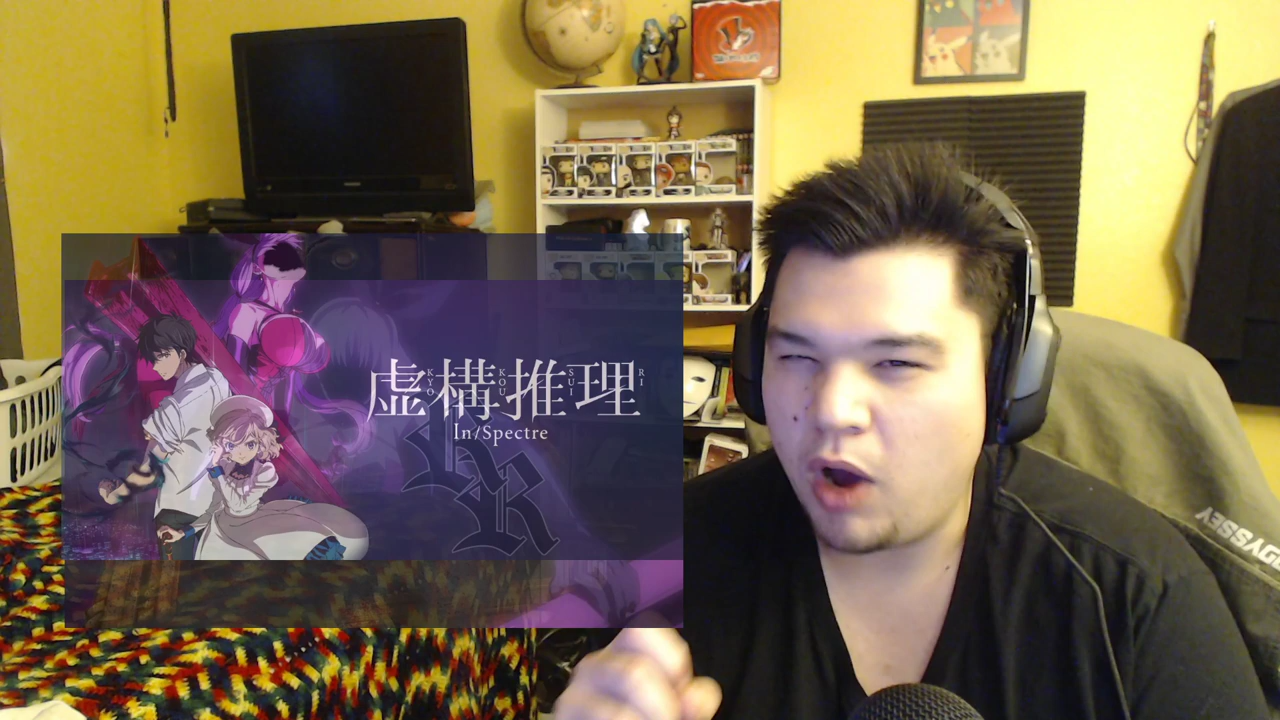 虚構推理
KYO KOU SUI RI
In/Spectre
ODYSSEY